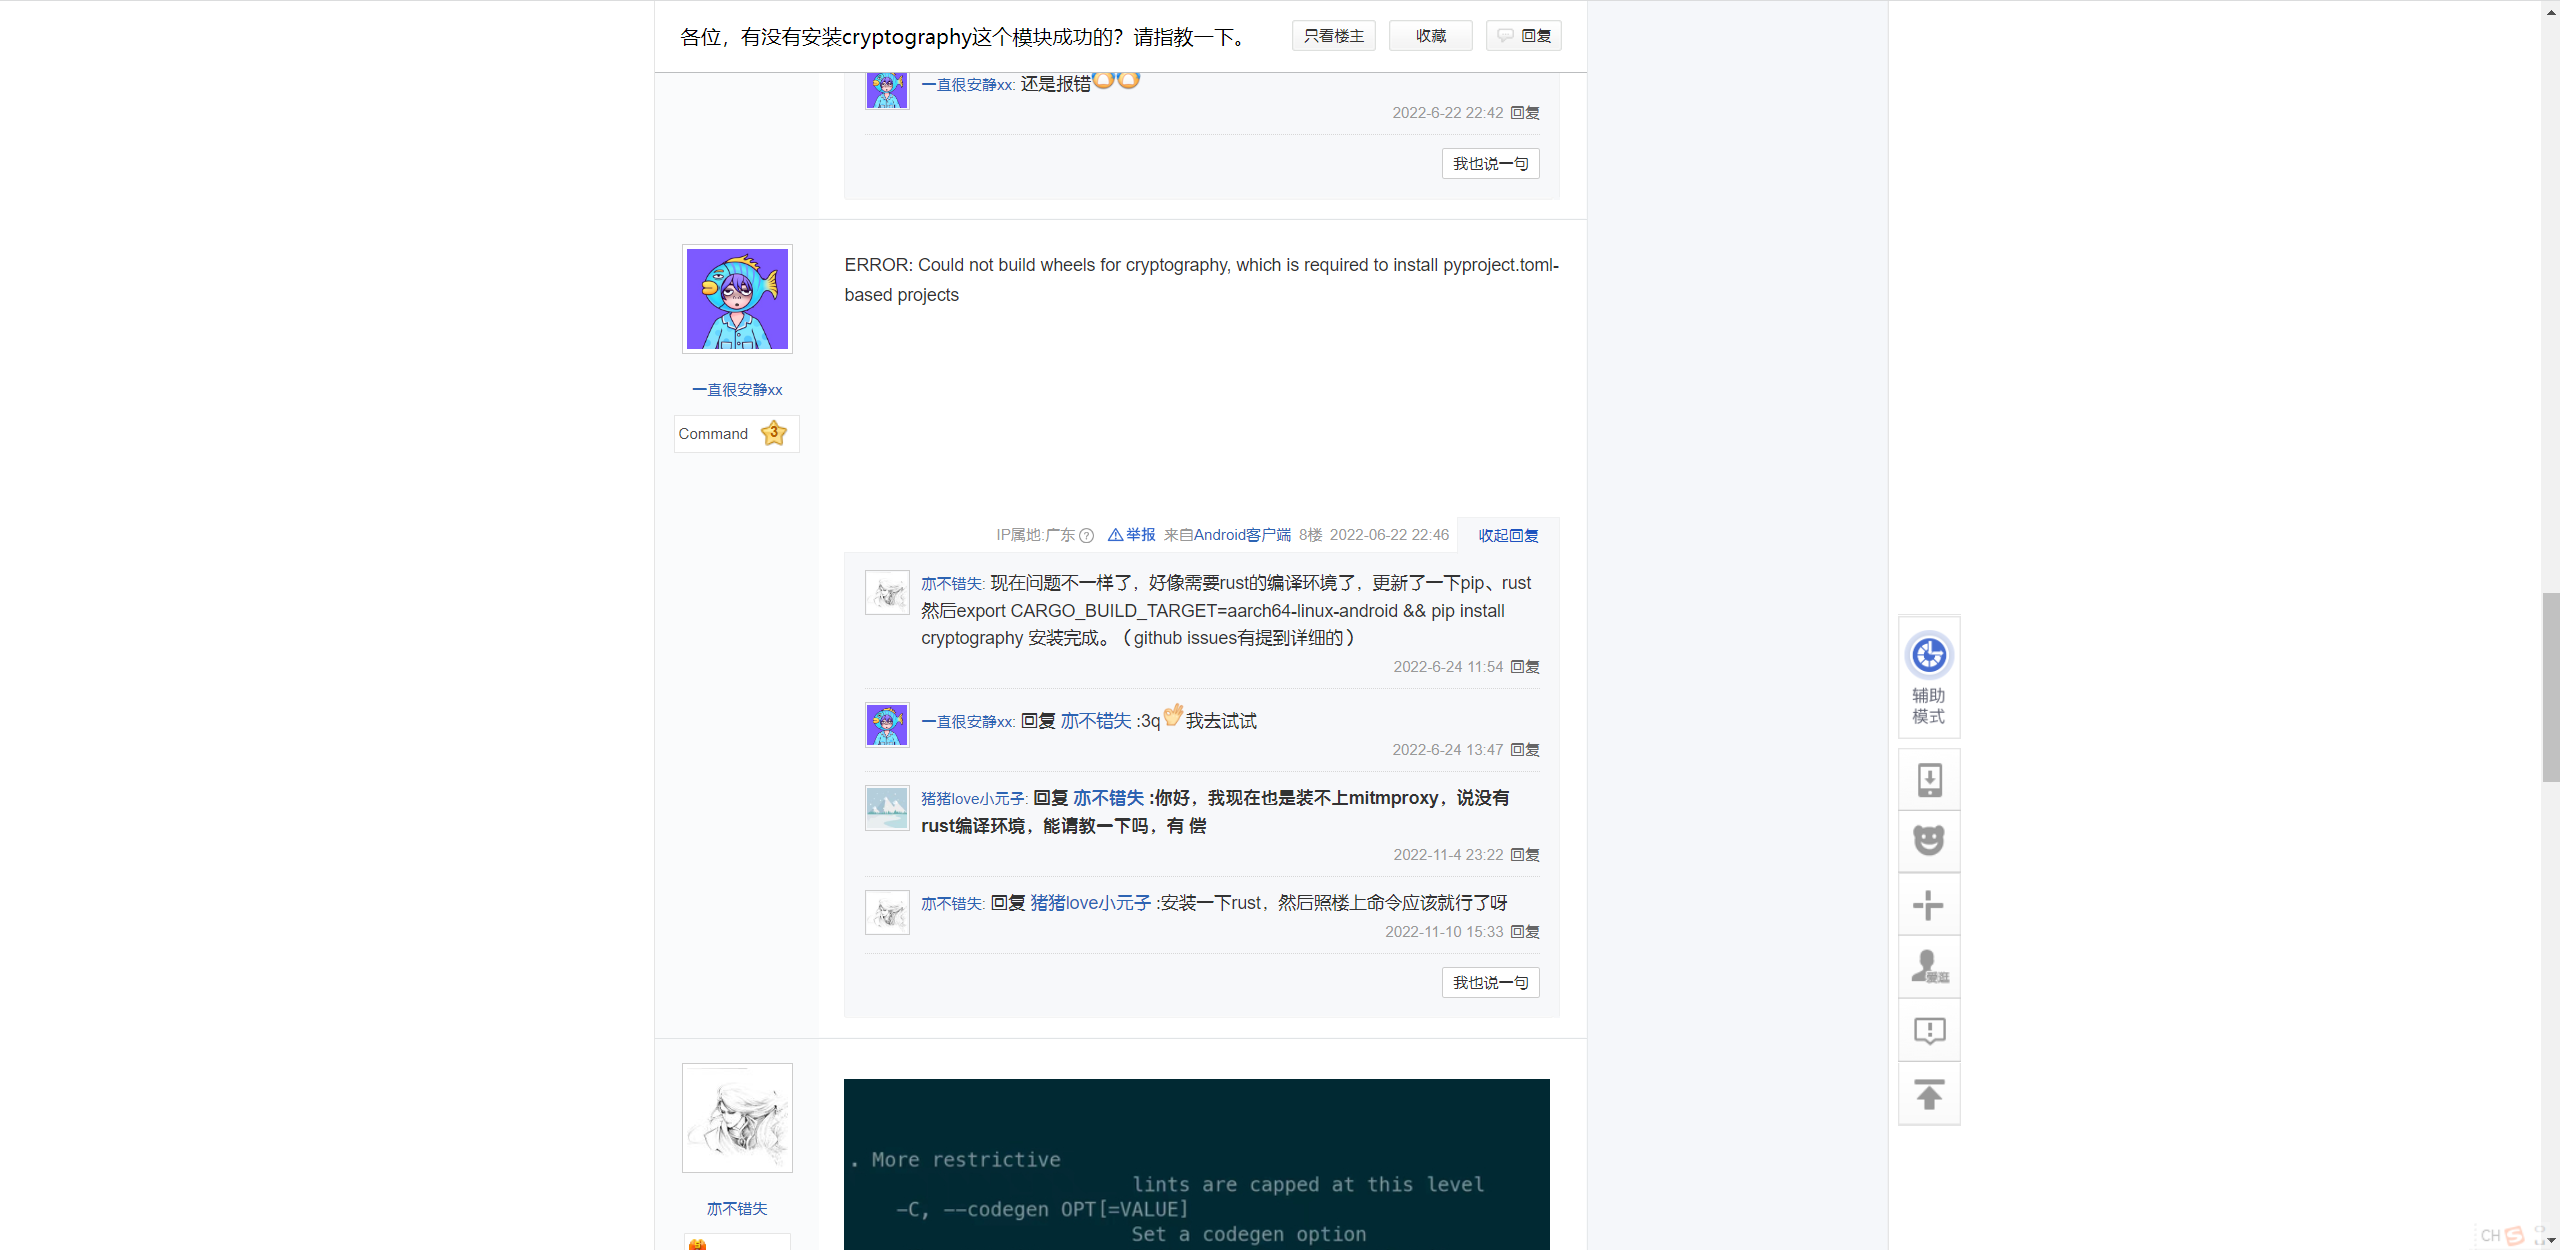 各位，有没有安装cryptography这个模块成功的？请指教一下。
只看楼主
收藏
回复
一直很安静xx: 还是报错
2022-6-22 22:42 回复
我也说一句
ERROR: Could not build wheels for cryptography, which is required to install pyproject.toml-
based projects
一直很安静xx
Command 3
IP属地:广东 举报 来自Android客户端 8楼 2022-06-22 22:46 收起回复
亦不错失: 现在问题不一样了，好像需要rust的编译环境了，更新了一下pip、rust
然后export CARGO_BUILD_TARGET=aarch64-linux-android && pip install
cryptography 安装完成。（github issues有提到详细的）
2022-6-24 11:54 回复
一直很安静xx: 回复 亦不错失 :3q我去试试
2022-6-24 13:47 回复
猪猪love小元子: 回复 亦不错失 :你好，我现在也是装不上mitmproxy，说没有
rust编译环境，能请教一下吗，有 偿
2022-11-4 23:22 回复
亦不错失: 回复 猪猪love小元子 :安装一下rust，然后照楼上命令应该就行了呀
2022-11-10 15:33 回复
我也说一句
亦不错失
. More restrictive
lints are capped at this level
-C, --codegen OPT[=VALUE]
Set a codegen option
辅助
模式
爱逛
CH